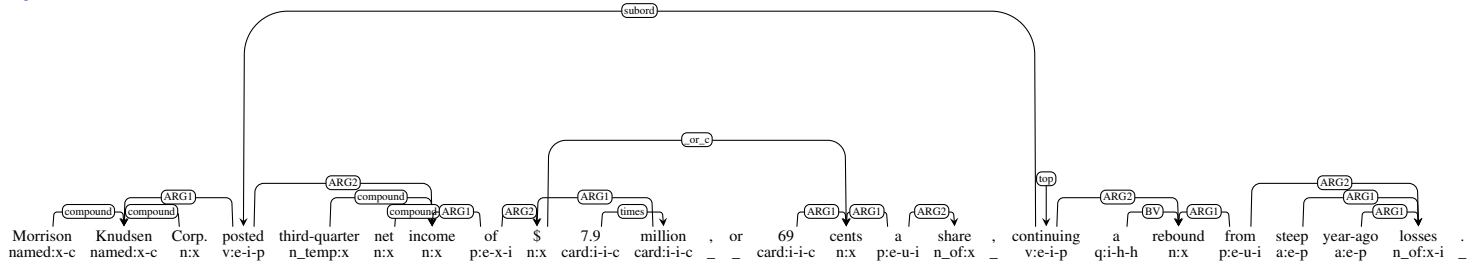 subord
_or_c
top
ARG2 ARG2 ARG2
ARG1 compound ARG1 ARG1
compound compound compound ARG1 ARG2 times ARG1 ARG1 ARG2 BV ARG1 ARG1
Morrison Knudsen Corp. posted third-quarter net income of $ 7.9 million , or 69 cents a share , continuing a rebound from steep year-ago losses .
named:x-c named:x-c n:x v:e-i-p n_temp:x n:x n:x p:e-x-i n:x card:i-i-c card:i-i-c _ _ card:i-i-c n:x p:e-u-i n_of:x _ v:e-i-p q:i-h-h n:x p:e-u-i a:e-p a:e-p n_of:x-i _